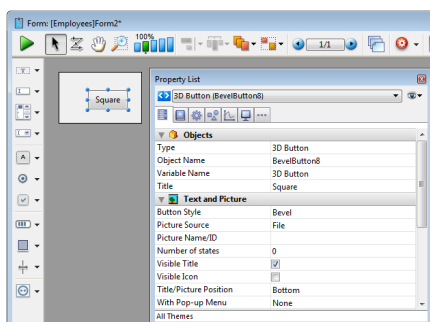 Form: [Employees]Form2*
100%
1/1
Square
Property List
3D Button (BevelButton8)
Objects
Type 3D Button
Object Name BevelButton8
Variable Name 3D Button
Title Square
Text and Picture
Button Style Bevel
Picture Source File
Picture Name/ID
Number of states 0
Visible Title
Visible Icon
Title/Picture Position Bottom
With Pop-up Menu None
All Themes